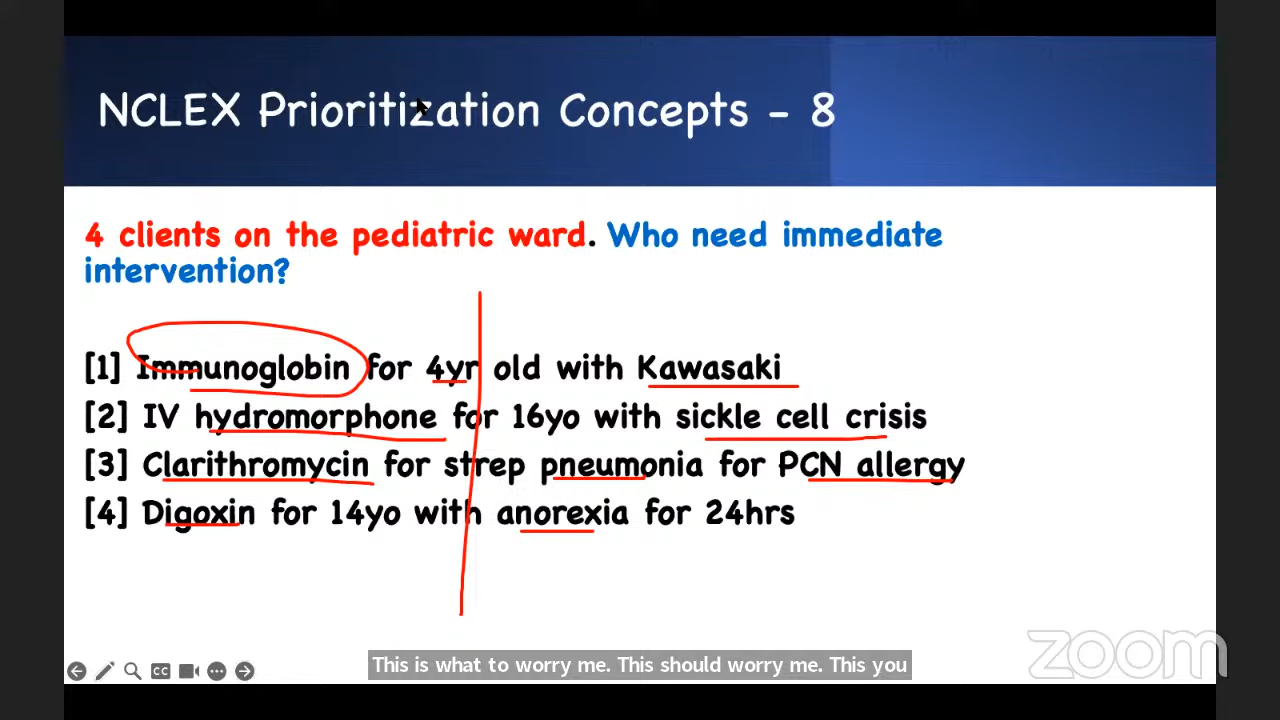 NCLEX Prioritization Concepts - 8
4 clients on the pediatric ward. Who need immediate
intervention?
[1] Immunoglobin for 4yr old with Kawasaki
[2] IV hydromorphone for 16yo with sickle cell crisis
[3] Clarithromycin for strep pneumonia for PCN allergy
[4] Digoxin for 14yo with anorexia for 24hrs
zoom
CC
This is what to worry me. This should worry me. This you